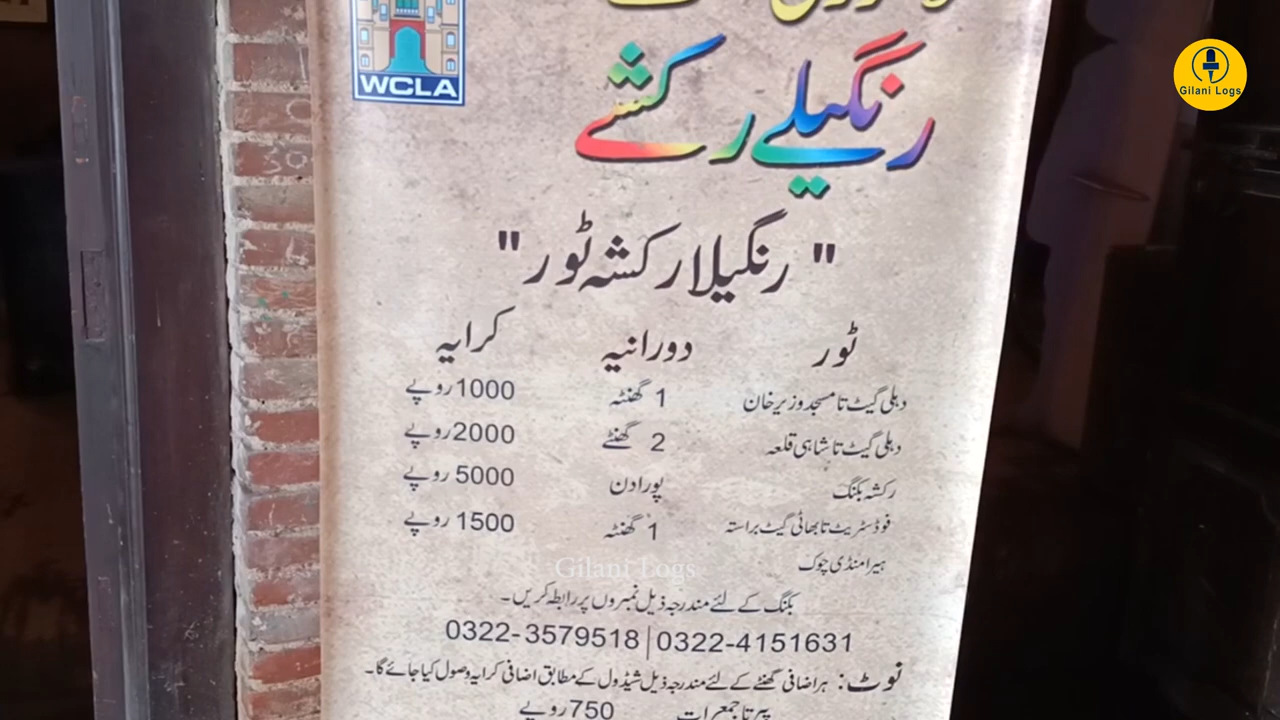 WCLA
Gilani Logs
رنگیلے رکشے
" رنگیلا رکشہ ٹور "
ٹور دورانیہ کرایہ
دہلی گیٹ تا مسجد وزیر خان 1 گھنٹہ 1000 روپے
دہلی گیٹ تا شاہی قلعہ 2 گھنٹے 2000 روپے
رکشہ بکنگ پورا دن 5000 روپے
فوڈ سٹریٹ تا بھاٹی گیٹ براستہ 1 گھنٹہ 1500 روپے
ہیرا منڈی چوک
Gilani Logs
بکنگ کے لئے مندرجہ ذیل نمبروں پر رابطہ کریں۔
0322-3579518 | 0322-4151631
نوٹ: ہر اضافی گھنٹے کے لئے مندرجہ ذیل شیڈول کے مطابق اضافی کرایہ وصول کیا جائے گا۔
پیر تا جمعرات 750 روپے